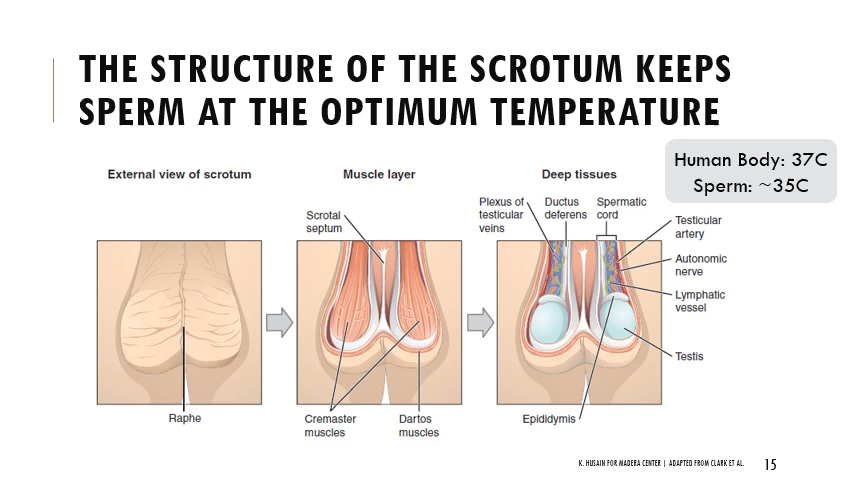 THE STRUCTURE OF THE SCROTUM KEEPS
SPERM AT THE OPTIMUM TEMPERATURE
Human Body: 37C
Sperm: ~35C
External view of scrotum
Raphe
Muscle layer
Scrotal
septum
Cremaster
muscles
Dartos
muscles
Deep tissues
Plexus of
testicular
veins
Ductus
deferens
Spermatic
cord
Testicular
artery
Autonomic
nerve
Lymphatic
vessel
Testis
Epididymis
K. HUSAIN FOR MADERA CENTER | ADAPTED FROM CLARK ET AL.
15